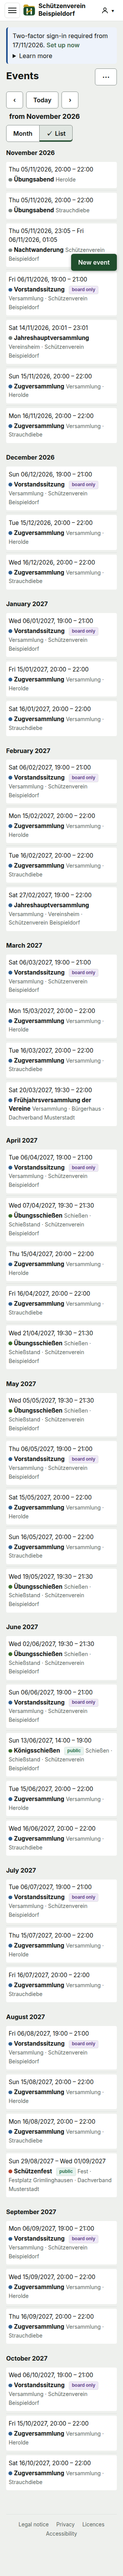 Schützenverein
Beispieldorf
Two-factor sign-in required from
17/11/2026. Set up now
Learn more
Events
Today
from November 2026
Month
List
November 2026
Thu 05/11/2026, 20:00 – 22:00
Übungsabend Herolde
Thu 05/11/2026, 20:00 – 22:00
Übungsabend Strauchdiebe
Thu 05/11/2026, 23:05 – Fri
06/11/2026, 01:05
Nachtwanderung Schützenverein
Beispieldorf
New event
Fri 06/11/2026, 19:00 – 21:00
Vorstandssitzung board only
Versammlung · Schützenverein
Beispieldorf
Sat 14/11/2026, 20:01 – 23:01
Jahreshauptversammlung
Vereinsheim · Schützenverein
Beispieldorf
Sun 15/11/2026, 20:00 – 22:00
Zugversammlung Versammlung ·
Herolde
Mon 16/11/2026, 20:00 – 22:00
Zugversammlung Versammlung ·
Strauchdiebe
December 2026
Sun 06/12/2026, 19:00 – 21:00
Vorstandssitzung board only
Versammlung · Schützenverein
Beispieldorf
Tue 15/12/2026, 20:00 – 22:00
Zugversammlung Versammlung ·
Herolde
Wed 16/12/2026, 20:00 – 22:00
Zugversammlung Versammlung ·
Strauchdiebe
January 2027
Wed 06/01/2027, 19:00 – 21:00
Vorstandssitzung board only
Versammlung · Schützenverein
Beispieldorf
Fri 15/01/2027, 20:00 – 22:00
Zugversammlung Versammlung ·
Herolde
Sat 16/01/2027, 20:00 – 22:00
Zugversammlung Versammlung ·
Strauchdiebe
February 2027
Sat 06/02/2027, 19:00 – 21:00
Vorstandssitzung board only
Versammlung · Schützenverein
Beispieldorf
Mon 15/02/2027, 20:00 – 22:00
Zugversammlung Versammlung ·
Herolde
Tue 16/02/2027, 20:00 – 22:00
Zugversammlung Versammlung ·
Strauchdiebe
Sat 27/02/2027, 19:00 – 22:00
Jahreshauptversammlung
Versammlung · Vereinsheim ·
Schützenverein Beispieldorf
March 2027
Sat 06/03/2027, 19:00 – 21:00
Vorstandssitzung board only
Versammlung · Schützenverein
Beispieldorf
Mon 15/03/2027, 20:00 – 22:00
Zugversammlung Versammlung ·
Herolde
Tue 16/03/2027, 20:00 – 22:00
Zugversammlung Versammlung ·
Strauchdiebe
Sat 20/03/2027, 19:30 – 22:00
Frühjahrsversammlung der
Vereine Versammlung · Bürgerhaus ·
Dachverband Musterstadt
April 2027
Tue 06/04/2027, 19:00 – 21:00
Vorstandssitzung board only
Versammlung · Schützenverein
Beispieldorf
Wed 07/04/2027, 19:30 – 21:30
Übungsschießen Schießen ·
Schießstand · Schützenverein
Beispieldorf
Thu 15/04/2027, 20:00 – 22:00
Zugversammlung Versammlung ·
Herolde
Fri 16/04/2027, 20:00 – 22:00
Zugversammlung Versammlung ·
Strauchdiebe
Wed 21/04/2027, 19:30 – 21:30
Übungsschießen Schießen ·
Schießstand · Schützenverein
Beispieldorf
May 2027
Wed 05/05/2027, 19:30 – 21:30
Übungsschießen Schießen ·
Schießstand · Schützenverein
Beispieldorf
Thu 06/05/2027, 19:00 – 21:00
Vorstandssitzung board only
Versammlung · Schützenverein
Beispieldorf
Sat 15/05/2027, 20:00 – 22:00
Zugversammlung Versammlung ·
Herolde
Sun 16/05/2027, 20:00 – 22:00
Zugversammlung Versammlung ·
Strauchdiebe
Wed 19/05/2027, 19:30 – 21:30
Übungsschießen Schießen ·
Schießstand · Schützenverein
Beispieldorf
June 2027
Wed 02/06/2027, 19:30 – 21:30
Übungsschießen Schießen ·
Schießstand · Schützenverein
Beispieldorf
Sun 06/06/2027, 19:00 – 21:00
Vorstandssitzung board only
Versammlung · Schützenverein
Beispieldorf
Sun 13/06/2027, 14:00 – 19:00
Königsschießen public Schießen ·
Schießstand · Schützenverein
Beispieldorf
Tue 15/06/2027, 20:00 – 22:00
Zugversammlung Versammlung ·
Herolde
Wed 16/06/2027, 20:00 – 22:00
Zugversammlung Versammlung ·
Strauchdiebe
July 2027
Tue 06/07/2027, 19:00 – 21:00
Vorstandssitzung board only
Versammlung · Schützenverein
Beispieldorf
Thu 15/07/2027, 20:00 – 22:00
Zugversammlung Versammlung ·
Herolde
Fri 16/07/2027, 20:00 – 22:00
Zugversammlung Versammlung ·
Strauchdiebe
August 2027
Fri 06/08/2027, 19:00 – 21:00
Vorstandssitzung board only
Versammlung · Schützenverein
Beispieldorf
Sun 15/08/2027, 20:00 – 22:00
Zugversammlung Versammlung ·
Herolde
Mon 16/08/2027, 20:00 – 22:00
Zugversammlung Versammlung ·
Strauchdiebe
Sun 29/08/2027 – Wed 01/09/2027
Schützenfest public Fest ·
Festplatz Grimlinghausen · Dachverband
Musterstadt
September 2027
Mon 06/09/2027, 19:00 – 21:00
Vorstandssitzung board only
Versammlung · Schützenverein
Beispieldorf
Wed 15/09/2027, 20:00 – 22:00
Zugversammlung Versammlung ·
Herolde
Thu 16/09/2027, 20:00 – 22:00
Zugversammlung Versammlung ·
Strauchdiebe
October 2027
Wed 06/10/2027, 19:00 – 21:00
Vorstandssitzung board only
Versammlung · Schützenverein
Beispieldorf
Fri 15/10/2027, 20:00 – 22:00
Zugversammlung Versammlung ·
Herolde
Sat 16/10/2027, 20:00 – 22:00
Zugversammlung Versammlung ·
Strauchdiebe
Legal notice Privacy Licences
Accessibility